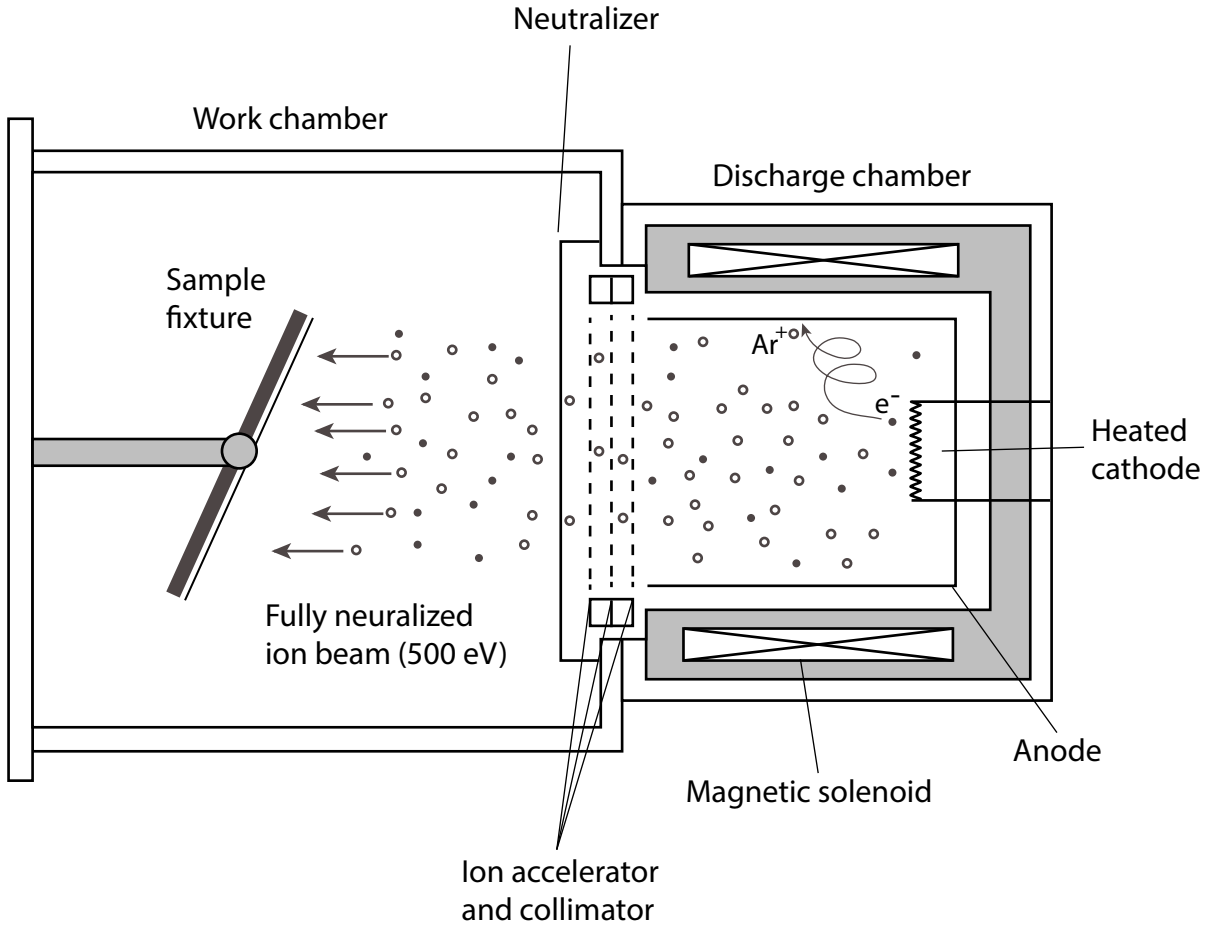 Neutralizer
Work chamber
Discharge chamber
Sample
fixture
Ar+
e-
Heated
cathode
Fully neuralized
ion beam (500 eV)
Anode
Magnetic solenoid
Ion accelerator
and collimator